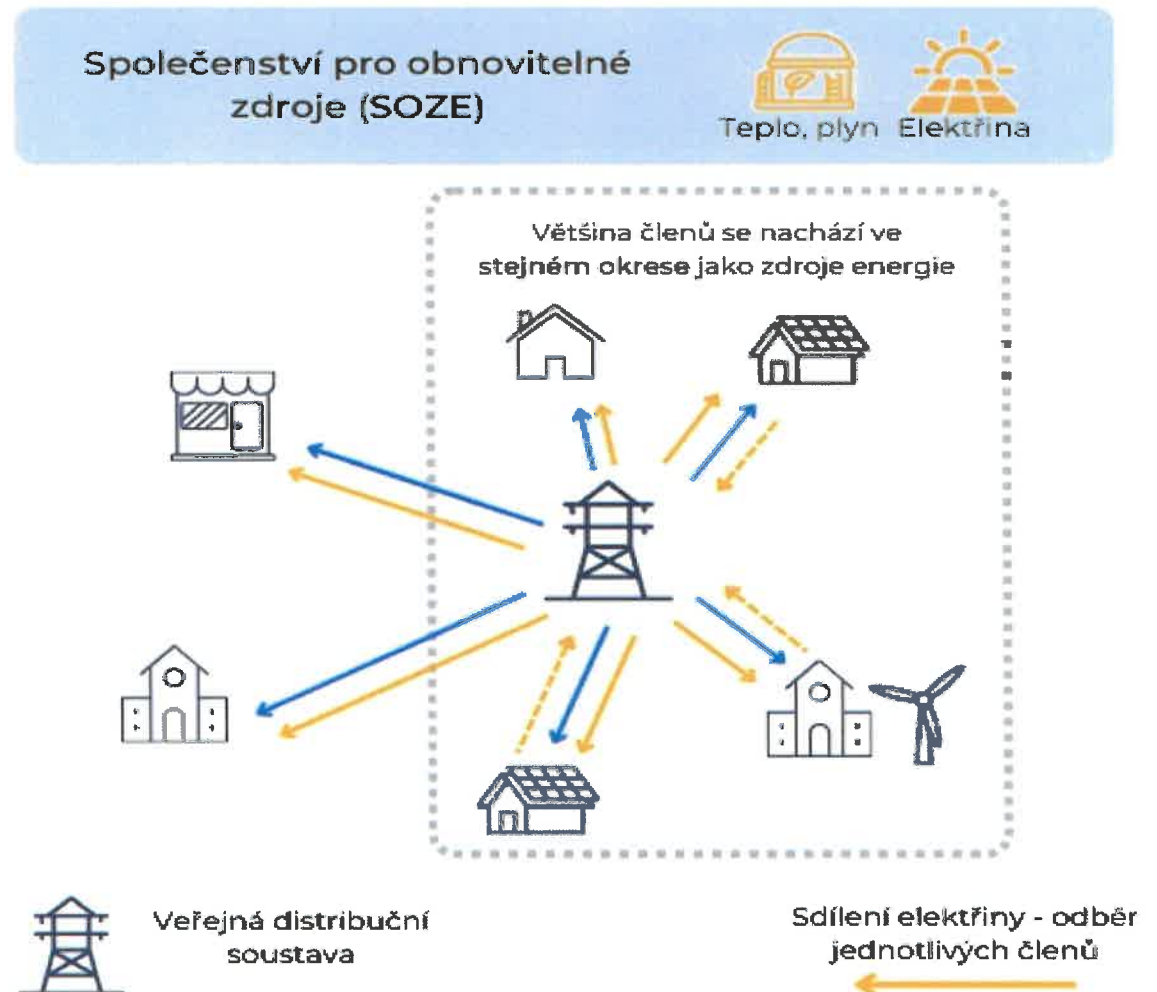 Společenství pro obnovitelné
zdroje (SOZE)
Teplo, plyn Elektřina
Většina členů se nachází ve
stejném okrese jako zdroje energie
Veřejná distribuční
soustava
Sdílení elektřiny - odběr
jednotlivých členů